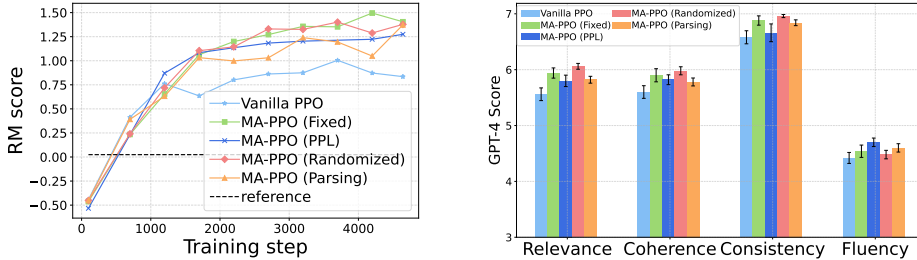 RM score
1.50
1.25
1.00
0.75
0.50
0.25
0.00
−0.25
−0.50
0
1000
2000
3000
4000
Training step
Vanilla PPO
MA-PPO (Fixed)
MA-PPO (PPL)
MA-PPO (Randomized)
MA-PPO (Parsing)
reference
GPT-4 Score
7
6
5
4
3
Vanilla PPO
MA-PPO (Fixed)
MA-PPO (PPL)
MA-PPO (Randomized)
MA-PPO (Parsing)
Relevance
Coherence
Consistency
Fluency